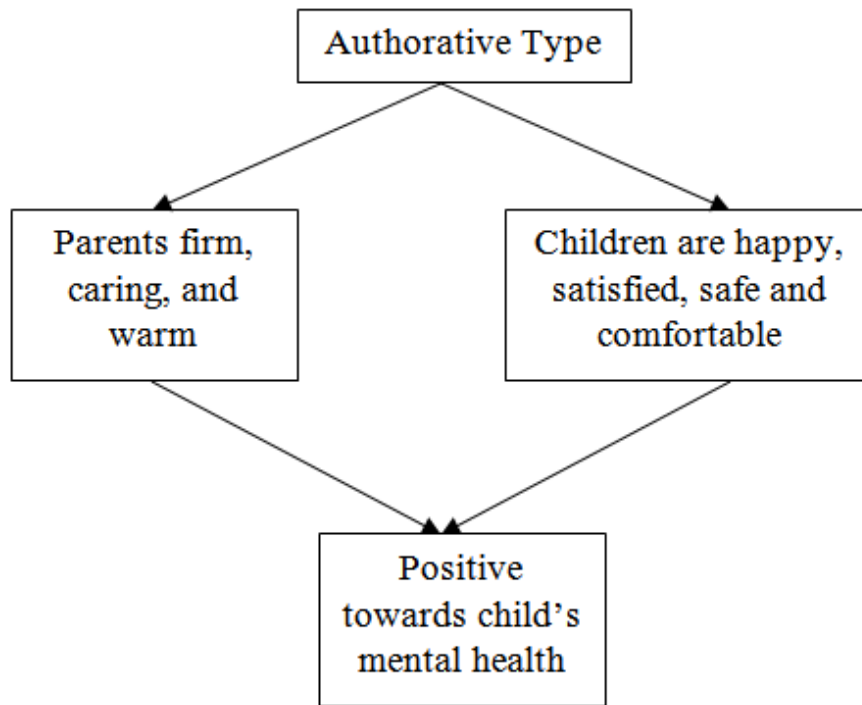 Authorative Type
Parents firm,
caring, and
warm
Children are happy,
satisfied, safe and
comfortable
Positive
towards child’s
mental health